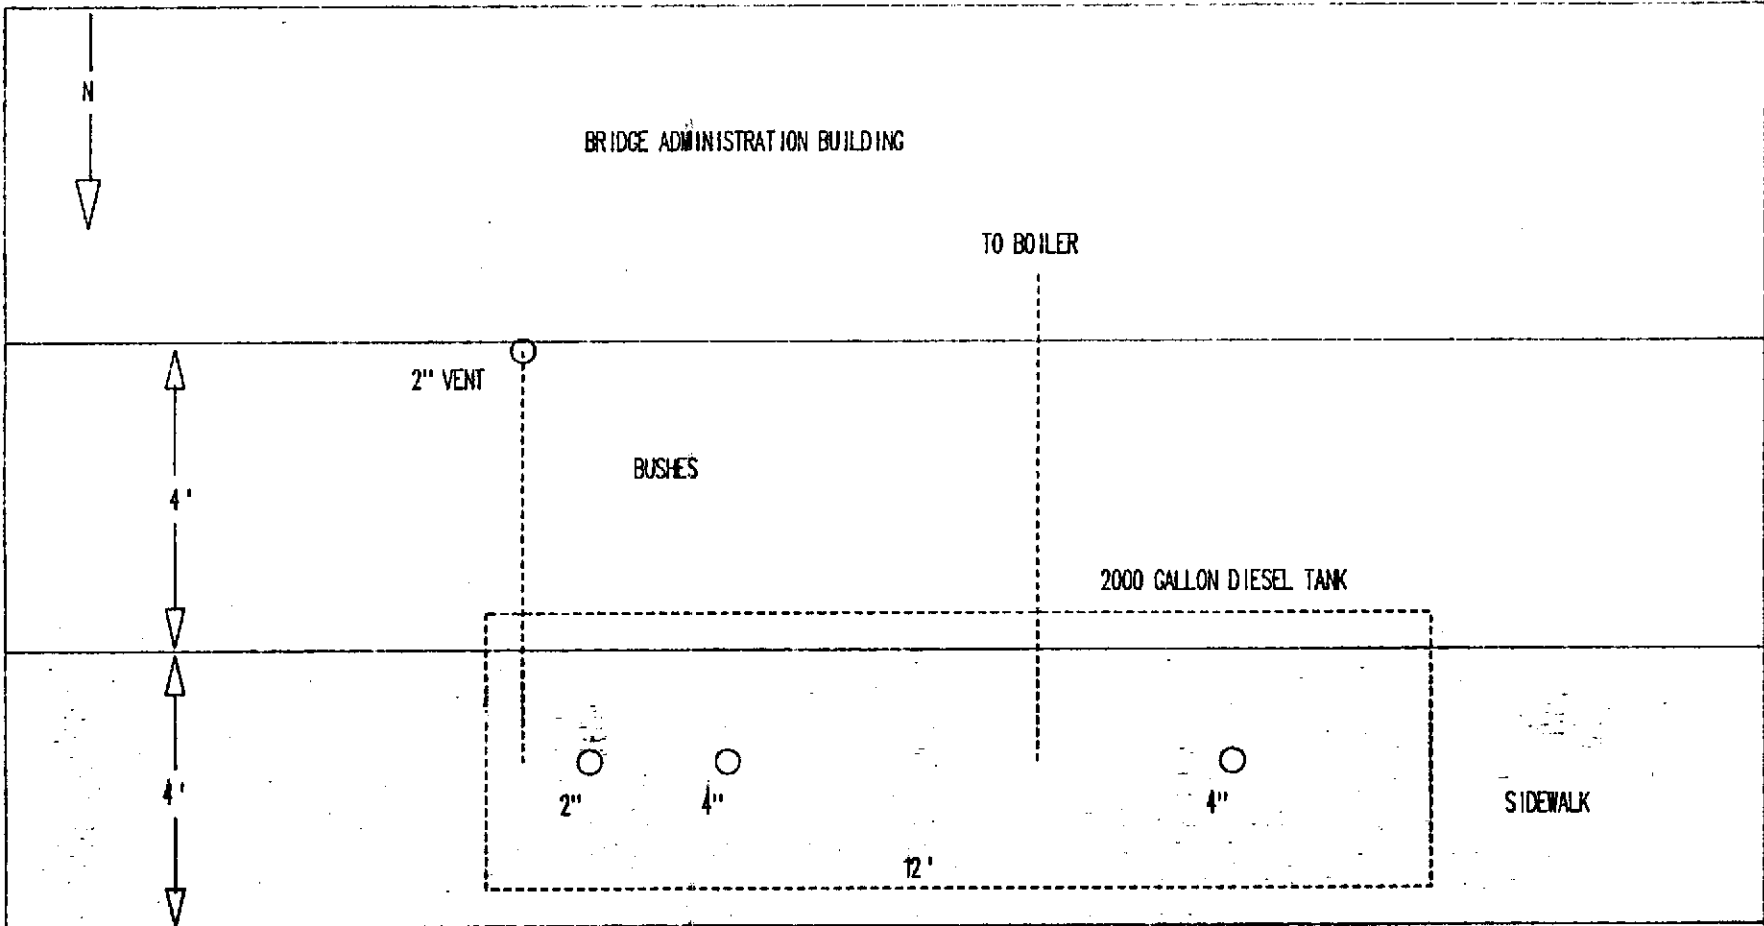 N
BRIDGE ADMINISTRATION BUILDING
TO BOILER
2" VENT
BUSHES
4'
2000 GALLON DIESEL TANK
4'
2"
4"
4"
SIDEWALK
12'